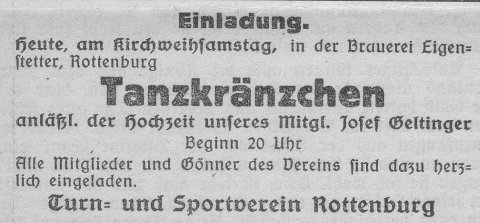 Einladung.
Heute, am Kirchweihsamstag, in der Brauerei Eigen=
stetter, Rottenburg
Tanzkränzchen
anläßl. der Hochzeit unseres Mitgl. Josef Geltinger
Beginn 20 Uhr
Alle Mitglieder und Gönner des Vereins sind dazu herz=
lich eingeladen.
Turn- und Sportverein Rottenburg